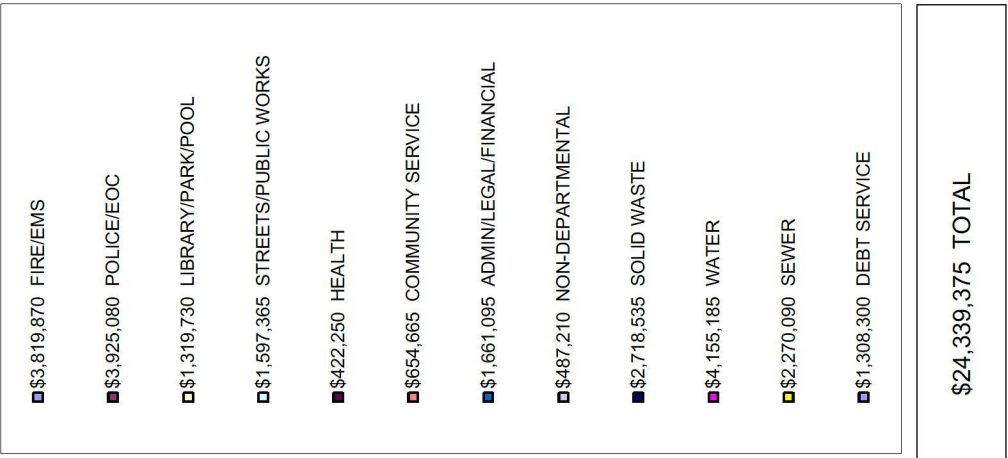 $3,819,870 FIRE/EMS
$3,925,080 POLICE/EOC
$1,319,730 LIBRARY/PARK/POOL
$1,597,365 STREETS/PUBLIC WORKS
$422,250 HEALTH
$654,665 COMMUNITY SERVICE
$1,661,095 ADMIN/LEGAL/FINANCIAL
$487,210 NON-DEPARTMENTAL
$2,718,535 SOLID WASTE
$4,155,185 WATER
$2,270,090 SEWER
$1,308,300 DEBT SERVICE
$24,339,375 TOTAL